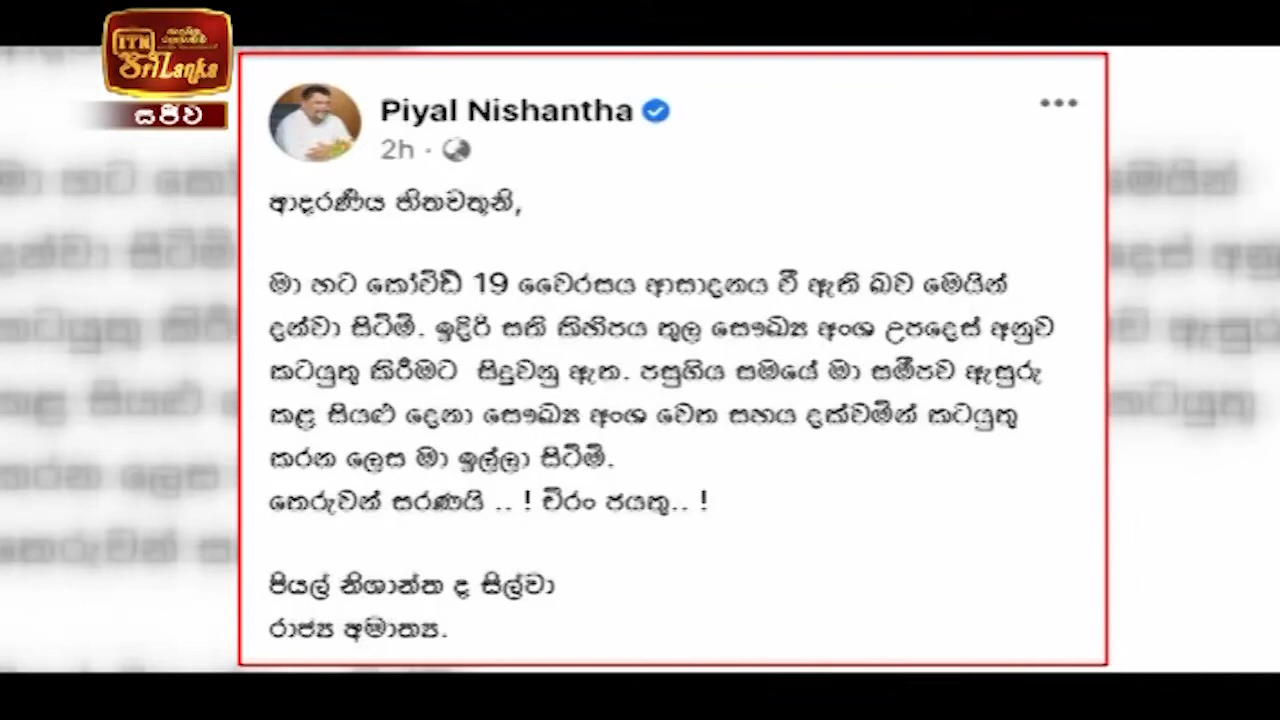 ITN
Sri Lanka
සජීව
Piyal Nishantha
2h ·
ආදරණීය හිතවතුනි,
මා හට කෝවිඩ් 19 වෛරසය ආසාදනය වී ඇති බව මෙයින්
දන්වා සිටිමි. ඉදිරි සති කිහිපය තුල සෞඛ්‍ය අංශ උපදෙස් අනුව
කටයුතු කිරීමට සිදුවනු ඇත. පසුගිය සමයේ මා සමීපව ඇසුරු
කළ සියළු දෙනා සෞඛ්‍ය අංශ වෙත සහය දක්වමින් කටයුතු
කරන ලෙස මා ඉල්ලා සිටිමි.
තෙරුවන් සරණයි .. ! චිරං ජයතු.. !
පියල් නිශාන්ත ද සිල්වා
රාජ්‍ය අමාත්‍ය.